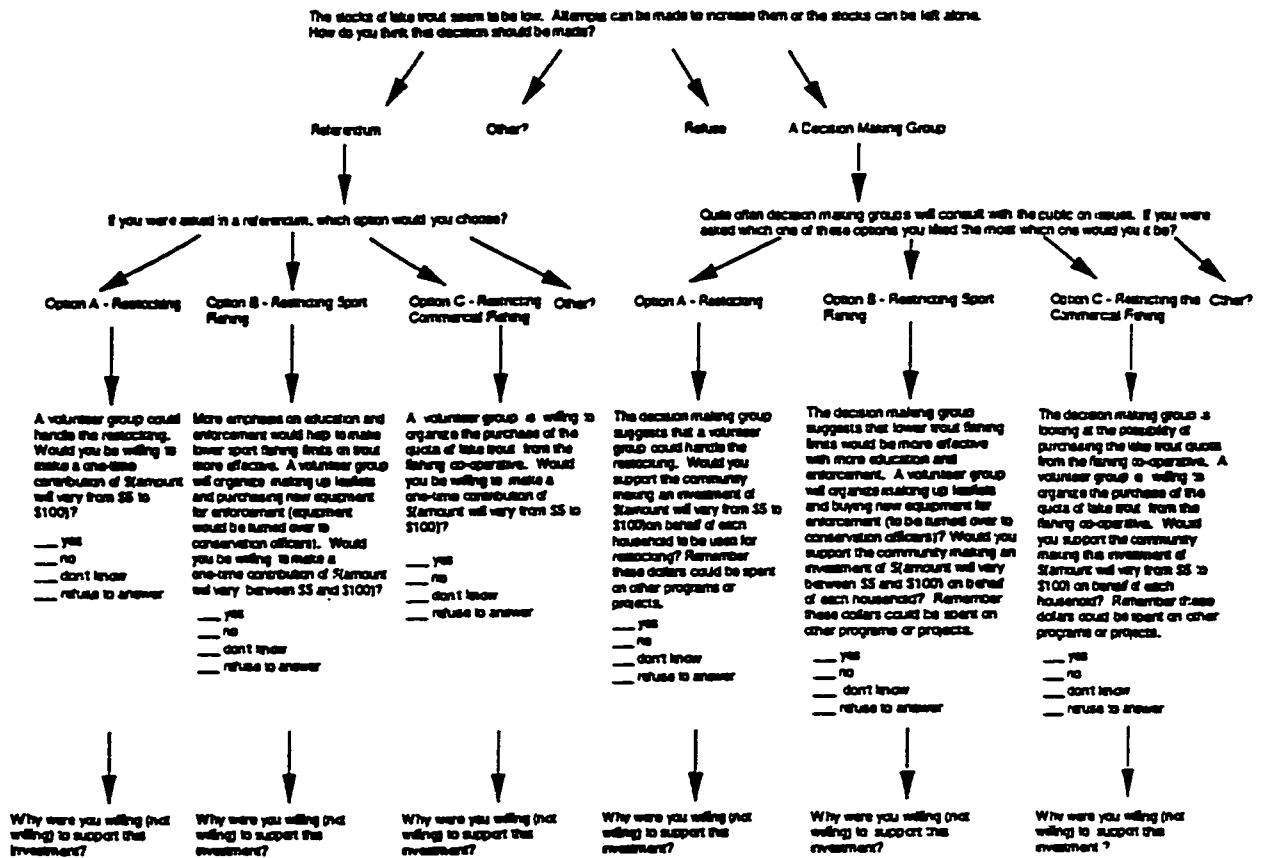 The stocks of lake trout seem to be low. Attempts can be made to increase them or the stocks can be left alone.
How do you think this decision should be made?
Referendum
Other?
Refuse
A Decision Making Group
If you were asked in a referendum, which option would you choose?
Quite often decision making groups will consult with the public on issues. If you were
asked which one of these options you liked the most which one would you it be?
Option A - Restocking
Option B - Restricting Sport
Fishing
Option C - Restricting
Commercial Fishing
Other?
Option A - Restocking
Option B - Restricting Sport
Fishing
Option C - Restricting the
Commercial Fishing
Other?
A volunteer group could
handle the restocking.
Would you be willing to
make a one-time
contribution of $(amount
will vary from $5 to
$100)?
___ yes
___ no
___ don't know
___ refuse to answer
More emphasis on education and
enforcement would help to make
lower sport fishing limits on trout
more effective. A volunteer group
will organize making up leaflets
and purchasing new equipment
for enforcement (equipment
would be turned over to
conservation officers). Would
you be willing to make a
one-time contribution of $(amount
will vary between $5 and $100)?
___ yes
___ no
___ don't know
___ refuse to answer
A volunteer group is willing to
organize the purchase of the
quota of lake trout from the
fishing co-operative. Would
you be willing to make a
one-time contribution of
$(amount will vary from $5 to
$100)?
___ yes
___ no
___ don't know
___ refuse to answer
The decision making group
suggests that a volunteer
group could handle the
restocking. Would you
support the community
making an investment of
$(amount will vary from $5 to
$100)on behalf of each
household to be used for
restocking? Remember
these dollars could be spent
on other programs or
projects.
___ yes
___ no
___ don't know
___ refuse to answer
The decision making group
suggests that lower trout fishing
limits would be more effective
with more education and
enforcement. A volunteer group
will organize making up leaflets
and buying new equipment for
enforcement (to be turned over to
conservation officers)? Would you
support the community making an
investment of $(amount will vary
between $5 and $100) on behalf
of each household? Remember
these dollars could be spent on
other programs or projects.
___ yes
___ no
___ don't know
___ refuse to answer
The decision making group is
looking at the possibility of
purchasing the lake trout quota
from the fishing co-operative. A
volunteer group is willing to
organize the purchase of the
quota of lake trout from the
fishing co-operative. Would
you support the community
making this investment of
$(amount will vary from $5 to
$100) on behalf of each
household? Remember these
dollars could be spent on other
programs or projects.
___ yes
___ no
___ don't know
___ refuse to answer
Why were you willing (not
willing) to support this
investment?
Why were you willing (not
willing) to support this
investment?
Why were you willing (not
willing) to support this
investment?
Why were you willing (not
willing) to support this
investment?
Why were you willing (not
willing) to support this
investment?
Why were you willing (not
willing) to support this
investment ?